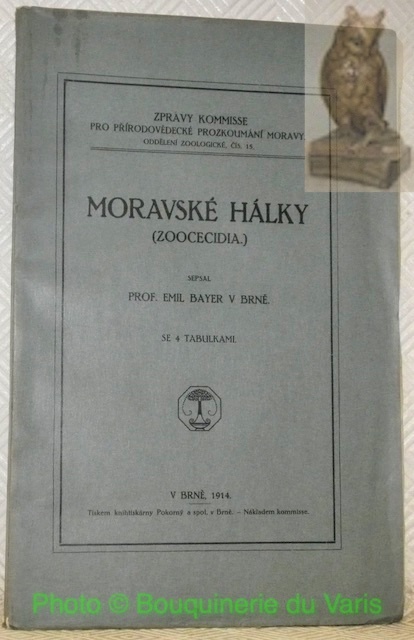 ZPRÁVY KOMMISSE
PRO PŘÍRODOVĚDECKÉ PROZKOUMÁNÍ MORAVY.
ODDĚLENÍ ZOOLOGICKÉ, ČÍS. 18.
MORAVSKÉ HÁLKY
(ZOOCECIDIA.)
SEPSAL
PROF. EMIL BAYER V BRNĚ.
SE 4 TABULKAMI.
V BRNĚ, 1914.
Tiskem knihtiskárny Pokorný a spol. v Brně. – Nákladem kommisse.
Photo © Bouquinerie du Varis